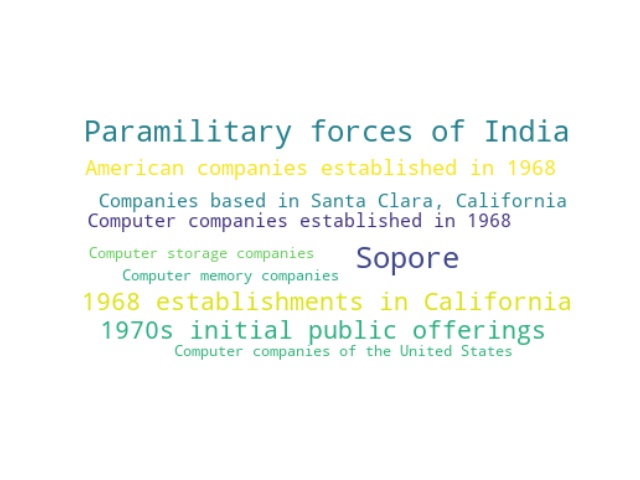 Paramilitary forces of India
American companies established in 1968
Companies based in Santa Clara, California
Computer companies established in 1968
Computer storage companies
Sopore
Computer memory companies
1968 establishments in California
1970s initial public offerings
Computer companies of the United States